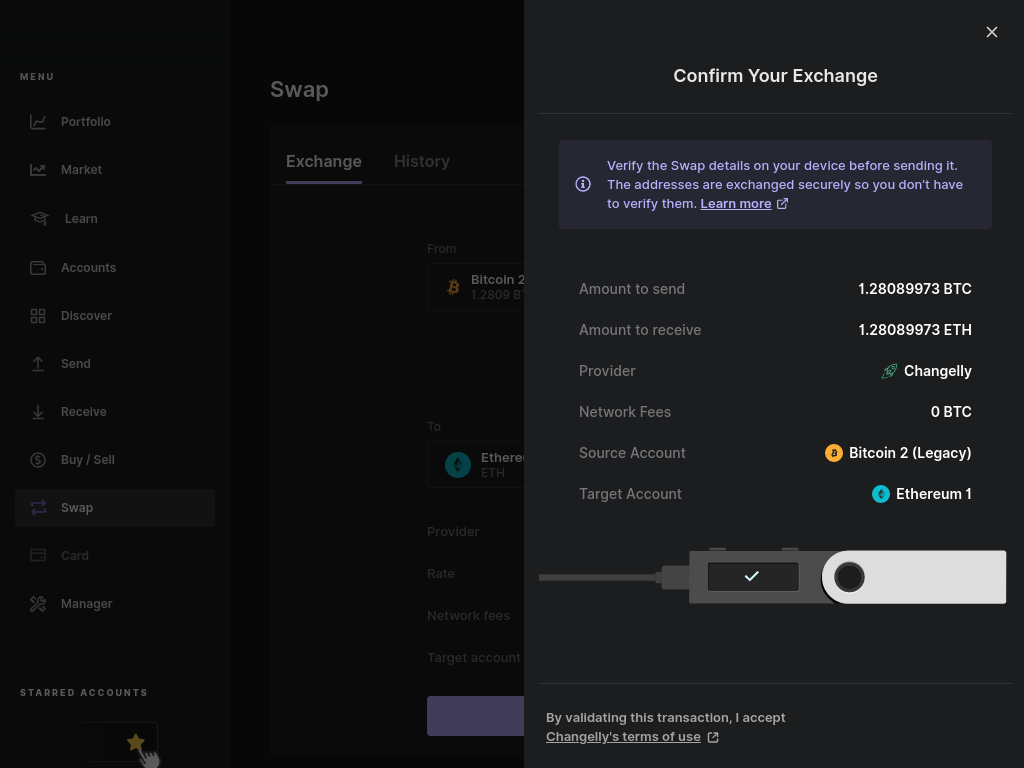 MENU
Portfolio
Market
Learn
Accounts
Discover
Send
Receive
Buy / Sell
Swap
Card
Manager
STARRED ACCOUNTS
Swap
Exchange
History
From
Bitcoin 2
1.2809
To
ETH
Provider
Rate
Network fees
Target account
Confirm Your Exchange
Verify the Swap details on your device before sending it.
The addresses are exchanged securely so you don't have
to verify them. Learn more
Amount to send 1.28089973 BTC
Amount to receive 1.28089973 ETH
Provider Changelly
Network Fees 0 BTC
Source Account Bitcoin 2 (Legacy)
Target Account Ethereum 1
By validating this transaction, I accept
Changelly's terms of use